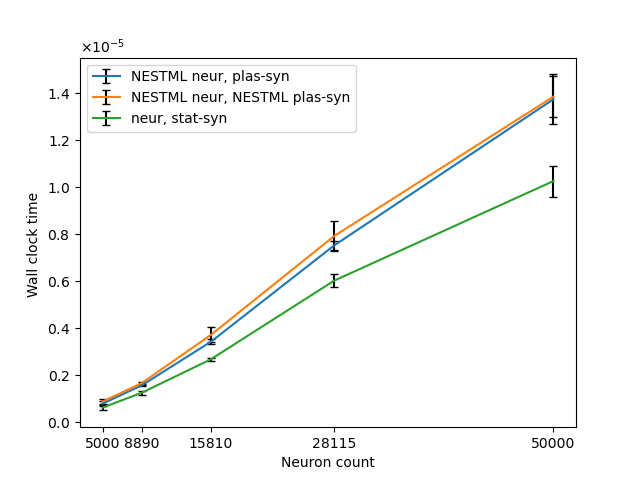 ×10⁻⁵
NESTML neur, plas-syn
NESTML neur, NESTML plas-syn
neur, stat-syn
1.4
1.2
1.0
0.8
0.6
0.4
0.2
0.0
Wall clock time
5000 8890 15810 28115 50000
Neuron count